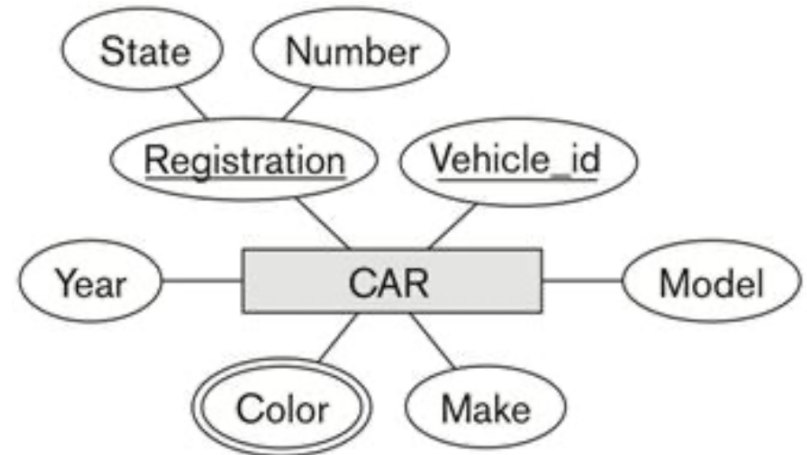 State
Number
Registration
Vehicle_id
Year
CAR
Model
Color
Make